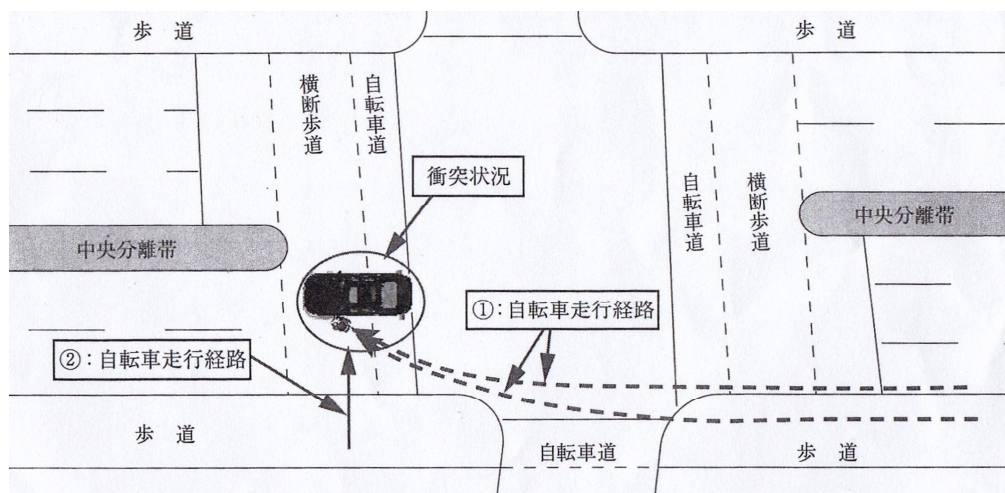 歩　道
歩　道
横断歩道
自転車道
衝突状況
自転車道
横断歩道
中央分離帯
中央分離帯
①：自転車走行経路
②：自転車走行経路
歩　道
自転車道
歩　道